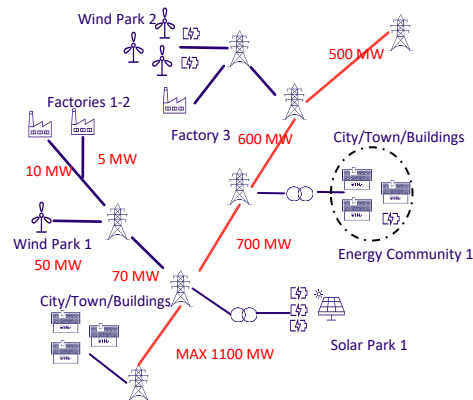 Wind Park 2
500 MW
Factories 1-2
Factory 3
600 MW
City/Town/Buildings
5 MW
10 MW
Wind Park 1
700 MW
Energy Community 1
50 MW
70 MW
City/Town/Buildings
Solar Park 1
MAX 1100 MW